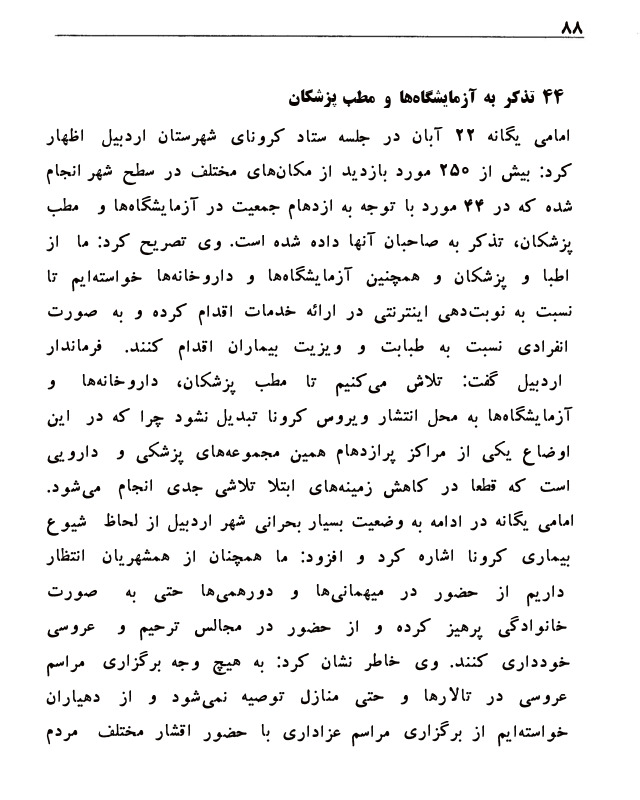 ۸۸
۴۴ تذکر به آزمایشگاه‌ها و مطب پزشکان
امامی یگانه ۲۲ آبان در جلسه ستاد کرونای شهرستان اردبیل اظهار
کرد: بیش از ۲۵۰ مورد بازدید از مکان‌های مختلف در سطح شهر انجام
شده که در ۴۴ مورد با توجه به ازدهام جمعیت در آزمایشگاه‌ها و مطب
پزشکان، تذکر به صاحبان آنها داده شده است. وی تصریح کرد: ما از
اطبا و پزشکان و همچنین آزمایشگاه‌ها و داروخانه‌ها خواسته‌ایم تا
نسبت به نوبت‌دهی اینترنتی در ارائه خدمات اقدام کرده و به صورت
انفرادی نسبت به طبابت و ویزیت بیماران اقدام کنند. فرماندار
اردبیل گفت: تلاش می‌کنیم تا مطب پزشکان، داروخانه‌ها و
آزمایشگاه‌ها به محل انتشار ویروس کرونا تبدیل نشود چرا که در این
اوضاع یکی از مراکز پرازدهام همین مجموعه‌های پزشکی و دارویی
است که قطعا در کاهش زمینه‌های ابتلا تلاشی جدی انجام می‌شود.
امامی یگانه در ادامه به وضعیت بسیار بحرانی شهر اردبیل از لحاظ شیوع
بیماری کرونا اشاره کرد و افزود: ما همچنان از همشهریان انتظار
داریم از حضور در میهمانی‌ها و دورهمی‌ها حتی به صورت
خانوادگی پرهیز کرده و از حضور در مجالس ترحیم و عروسی
خودداری کنند. وی خاطر نشان کرد: به هیچ وجه برگزاری مراسم
عروسی در تالارها و حتی منازل توصیه نمی‌شود و از دهیاران
خواسته‌ایم از برگزاری مراسم عزاداری با حضور اقشار مختلف مردم